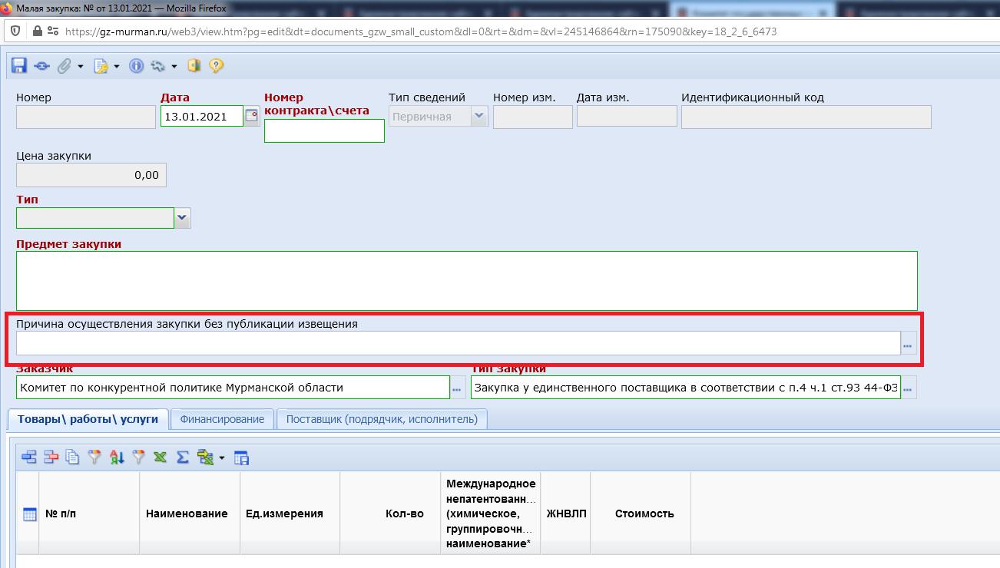 Малая закупка: № от 13.01.2021 — Mozilla Firefox
https://gz-murman.ru/web3/view.htm?pg=edit&dt=documents_gzw_small_custom&dl=0&rt=&dm=&vl=245146864&rn=175090&key=18_2_6_6473
Номер
Дата
Номер контракта\счета
Тип сведений
Номер изм.
Дата изм.
Идентификационный код
13.01.2021
Первичная
Цена закупки
0,00
Тип
Предмет закупки
Причина осуществления закупки без публикации извещения
...
Заказчик
Тип закупки
Комитет по конкурентной политике Мурманской области
...
Закупка у единственного поставщика в соответствии с п.4 ч.1 ст.93 44-ФЗ
...
Товары\ работы\ услуги
Финансирование
Поставщик (подрядчик, исполнитель)
№ п/п
Наименование
Ед.измерения
Кол-во
Международное
непатентованн...
(химическое,
группировочн...
наименование*
ЖНВЛП
Стоимость